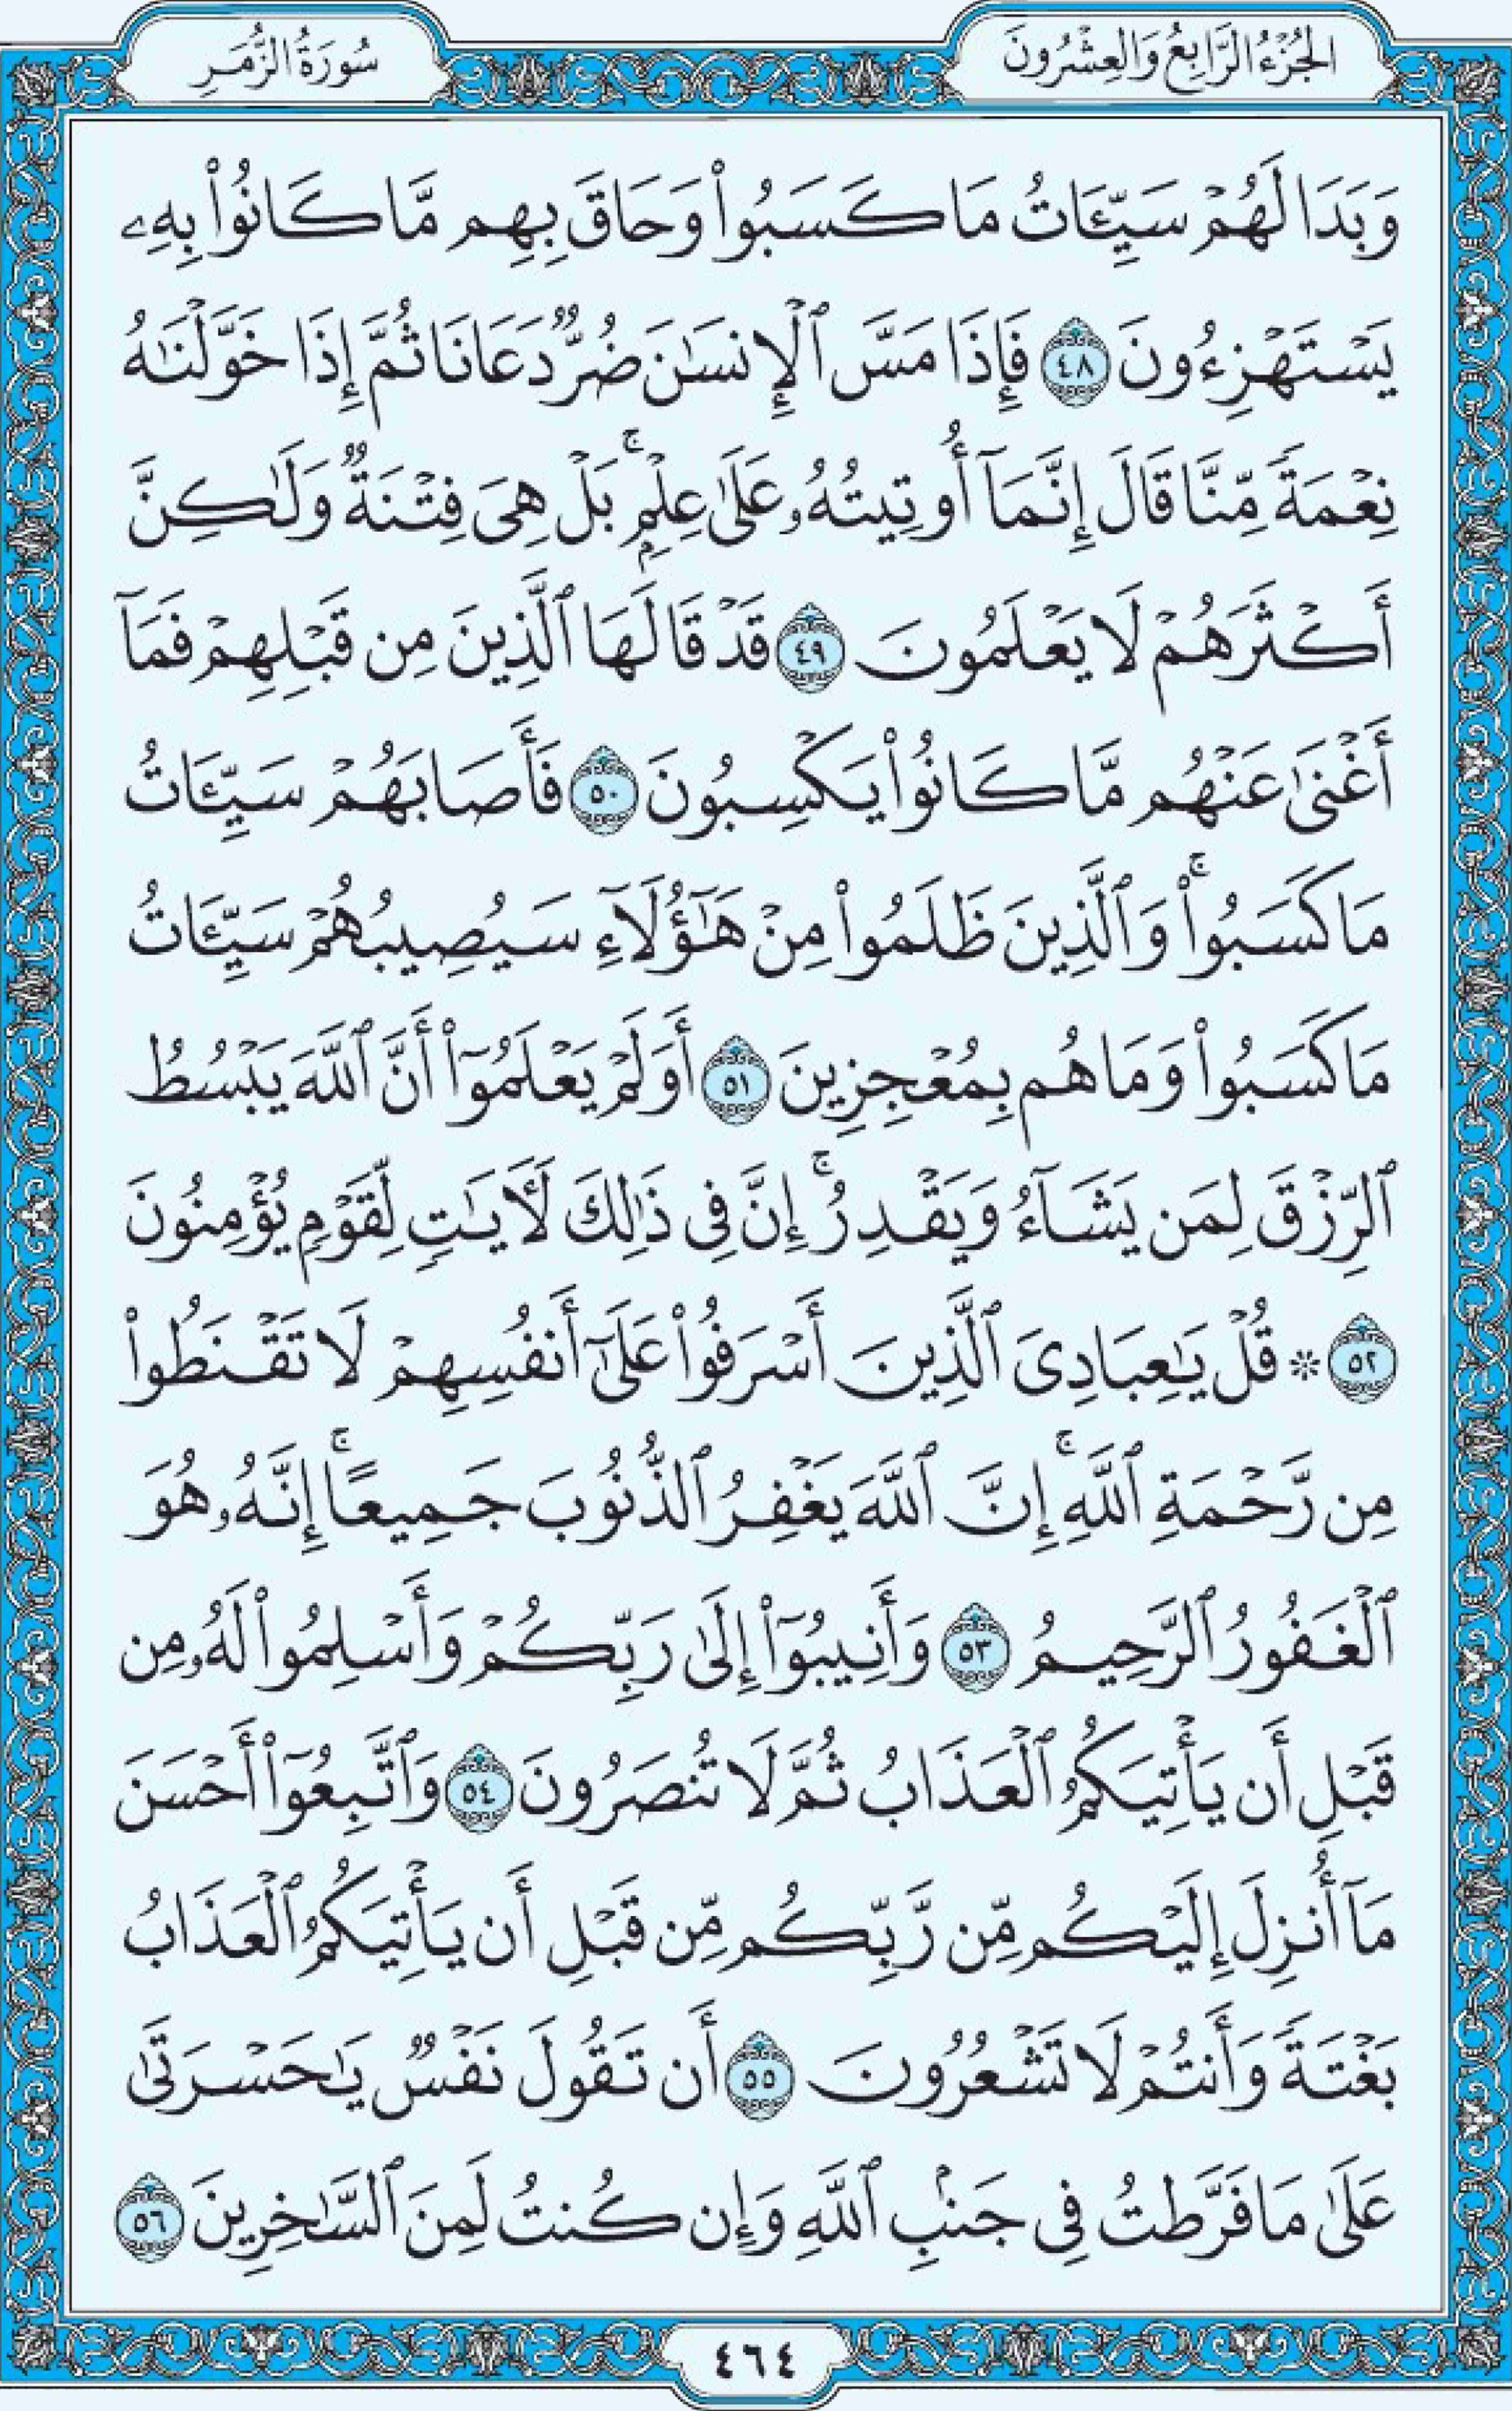 الجُزْءُ الرَّابِعُ وَالعِشْرُونَ
سُورَةُ الزُّمَرِ
وَبَدَا لَهُمْ سَيِّـَٔاتُ مَا كَسَبُوا۟ وَحَاقَ بِهِم مَّا كَانُوا۟ بِهِۦ
يَسْتَهْزِءُونَ ٤٨ فَإِذَا مَسَّ ٱلْإِنسَـٰنَ ضُرٌّ دَعَانَا ثُمَّ إِذَا خَوَّلْنَـٰهُ
نِعْمَةً مِّنَّا قَالَ إِنَّمَآ أُوتِيتُهُۥ عَلَىٰ عِلْمٍۭ ۚ بَلْ هِىَ فِتْنَةٌ وَلَـٰكِنَّ
أَكْثَرَهُمْ لَا يَعْلَمُونَ ٤٩ قَدْ قَالَهَا ٱلَّذِينَ مِن قَبْلِهِمْ فَمَآ
أَغْنَىٰ عَنْهُم مَّا كَانُوا۟ يَكْسِبُونَ ٥٠ فَأَصَابَهُمْ سَيِّـَٔاتُ
مَا كَسَبُوا۟ ۚ وَٱلَّذِينَ ظَلَمُوا۟ مِنْ هَـٰٓؤُلَآءِ سَيُصِيبُهُمْ سَيِّـَٔاتُ
مَا كَسَبُوا۟ وَمَا هُم بِمُعْجِزِينَ ٥١ أَوَلَمْ يَعْلَمُوٓا۟ أَنَّ ٱللَّهَ يَبْسُطُ
ٱلرِّزْقَ لِمَن يَشَآءُ وَيَقْدِرُ ۚ إِنَّ فِى ذَٰلِكَ لَـَٔايَـٰتٍ لِّقَوْمٍ يُؤْمِنُونَ
٥٢ ۞ قُلْ يَـٰعِبَادِىَ ٱلَّذِينَ أَسْرَفُوا۟ عَلَىٰٓ أَنفُسِهِمْ لَا تَقْنَطُوا۟
مِن رَّحْمَةِ ٱللَّهِ ۚ إِنَّ ٱللَّهَ يَغْفِرُ ٱلذُّنُوبَ جَمِيعًا ۚ إِنَّهُۥ هُوَ
ٱلْغَفُورُ ٱلرَّحِيمُ ٥٣ وَأَنِيبُوٓا۟ إِلَىٰ رَبِّكُمْ وَأَسْلِمُوا۟ لَهُۥ مِن
قَبْلِ أَن يَأْتِيَكُمُ ٱلْعَذَابُ ثُمَّ لَا تُنصَرُونَ ٥٤ وَٱتَّبِعُوٓا۟ أَحْسَنَ
مَآ أُنزِلَ إِلَيْكُم مِّن رَّبِّكُم مِّن قَبْلِ أَن يَأْتِيَكُمُ ٱلْعَذَابُ
بَغْتَةً وَأَنتُمْ لَا تَشْعُرُونَ ٥٥ أَن تَقُولَ نَفْسٌ يَـٰحَسْرَتَىٰ
عَلَىٰ مَا فَرَّطتُ فِى جَنۢبِ ٱللَّهِ وَإِن كُنتُ لَمِنَ ٱلسَّـٰخِرِينَ ٥٦
٤٦٤